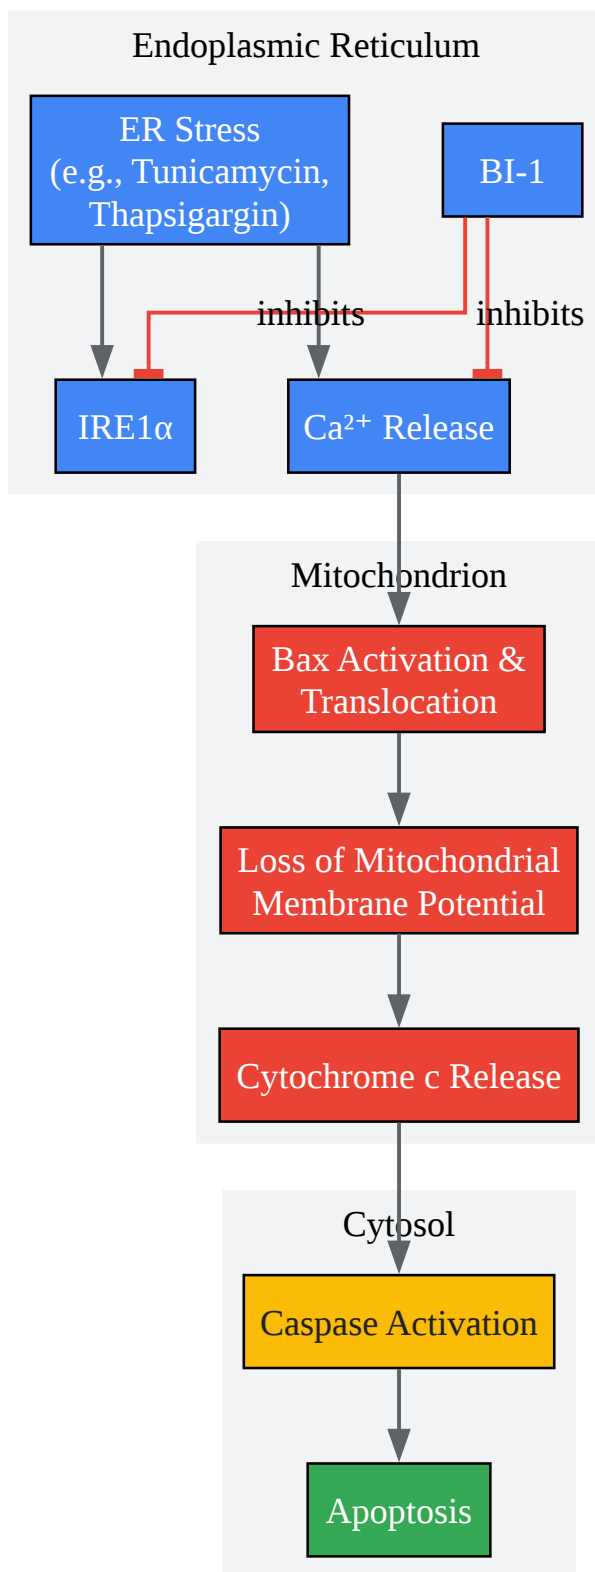 Endoplasmic Reticulum
ER Stress
(e.g., Tunicamycin,
Thapsigargin)
BI-1
inhibits
inhibits
IRE1α
Ca²⁺ Release
Mitochondrion
Bax Activation &
Translocation
Loss of Mitochondrial
Membrane Potential
Cytochrome c Release
Cytosol
Caspase Activation
Apoptosis